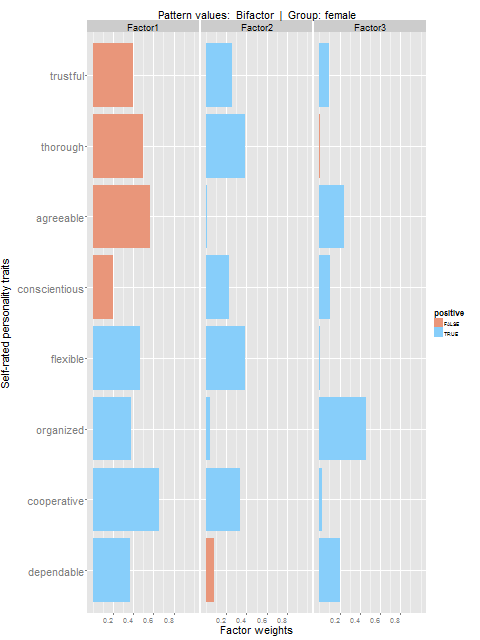 Pattern values: Bifactor | Group: female
Factor1 Factor2 Factor3
trustful
thorough
agreeable
conscientious
flexible
organized
cooperative
dependable
Self-rated personality traits
0.2 0.4 0.6 0.8 0.2 0.4 0.6 0.8 0.2 0.4 0.6 0.8
Factor weights
positive
FALSE
TRUE